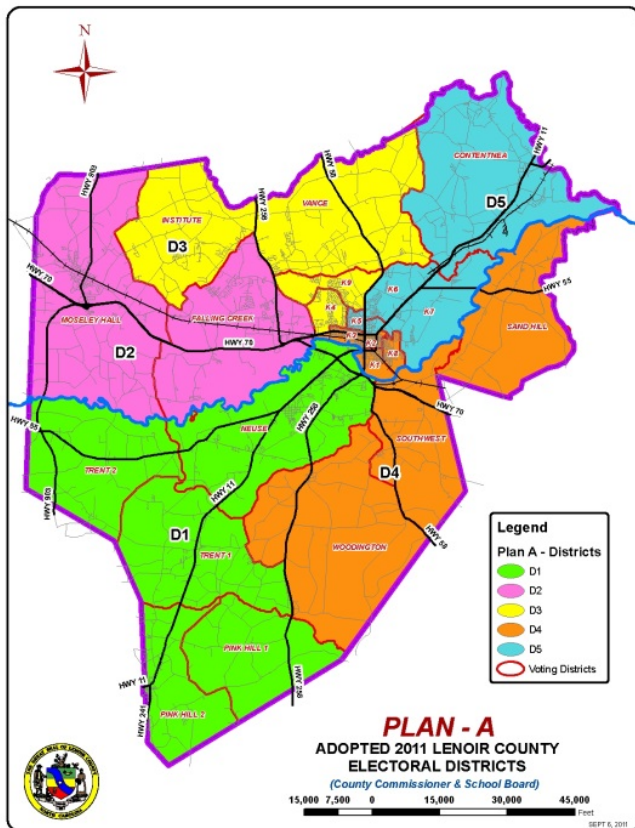 N
HWY 11
HWY 903
HWY 258
HWY 58
CONTENTNEA
D5
INSTITUTE
VANCE
D3
HWY 70
K9
K6
K4
K5
K7
HWY 55
MOSELEY HALL
FALLING CREEK
SAND HILL
K2
K8
K1
HWY 70
D2
HWY 70
HWY 55
NEUSE
HWY 258
SOUTHWEST
TRENT 2
D4
HWY 903
HWY 11
HWY 58
D1
TRENT 1
WOODINGTON
PINK HILL 1
HWY 11
HWY 258
HWY 241
PINK HILL 2
Legend
Plan A - Districts
D1
D2
D3
D4
D5
Voting Districts
PLAN - A
ADOPTED 2011 LENOIR COUNTY
ELECTORAL DISTRICTS
(County Commissioner & School Board)
15,000 7,500 0 15,000 30,000 45,000
Feet
SEPT 6, 2011